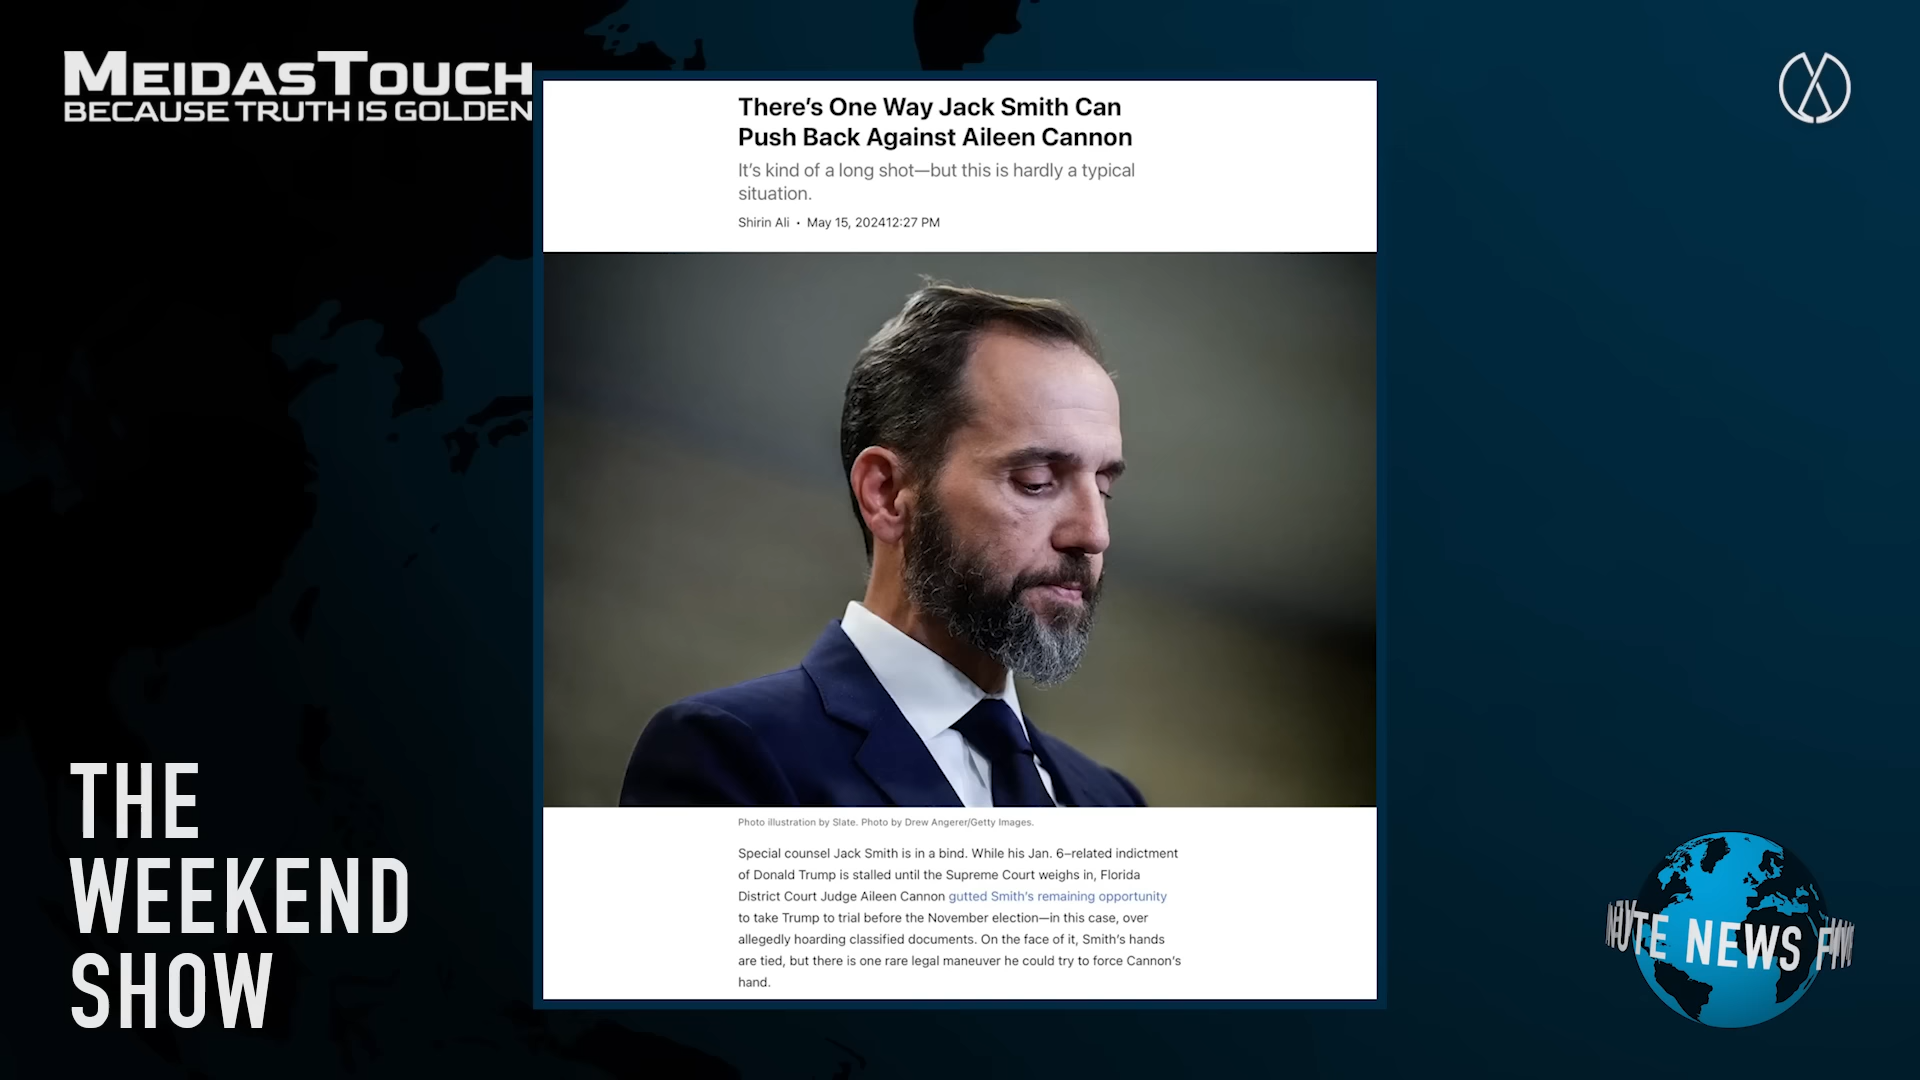 MEIDASTOUCH
BECAUSE TRUTH IS GOLDEN
There's One Way Jack Smith Can
Push Back Against Aileen Cannon
It's kind of a long shot—but this is hardly a typical
situation.
Shirin Ali • May 15, 202412:27 PM
Photo illustration by Slate. Photo by Drew Angerer/Getty Images.
Special counsel Jack Smith is in a bind. While his Jan. 6–related indictment
of Donald Trump is stalled until the Supreme Court weighs in, Florida
District Court Judge Aileen Cannon gutted Smith's remaining opportunity
to take Trump to trial before the November election—in this case, over
allegedly hoarding classified documents. On the face of it, Smith's hands
are tied, but there is one rare legal maneuver he could try to force Cannon's
hand.
THE
WEEKEND
SHOW
NEWS